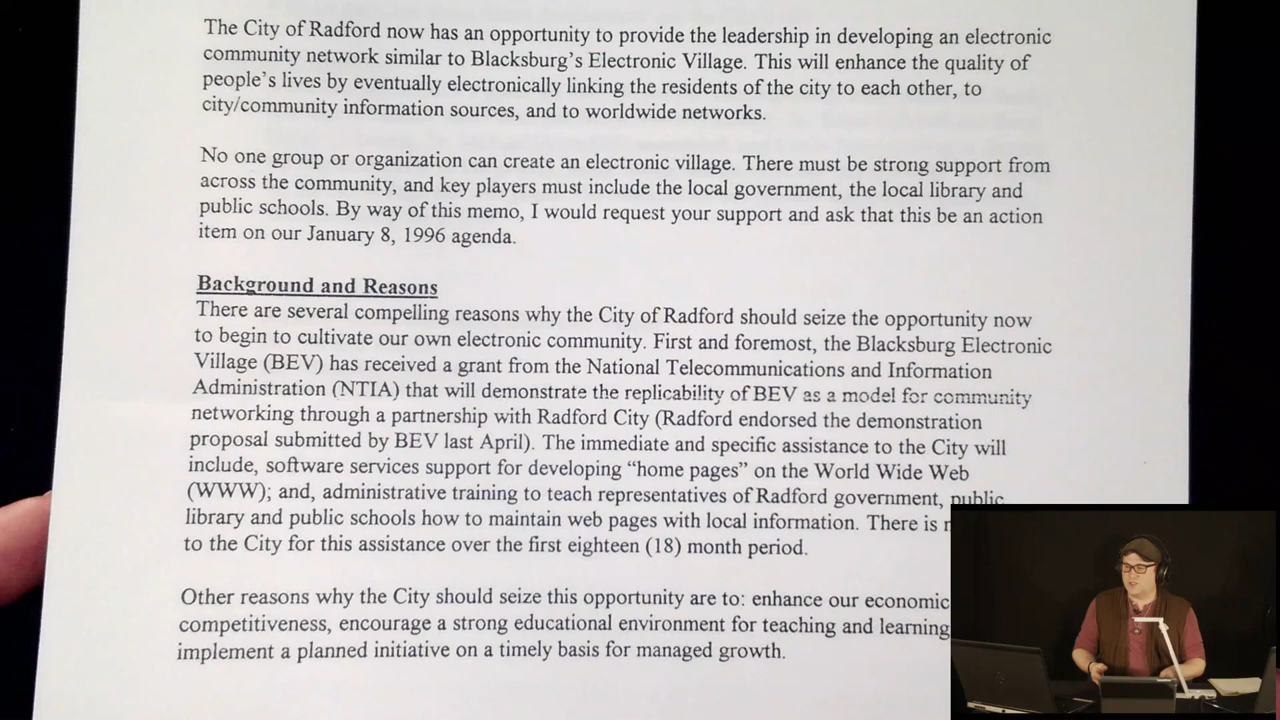 The City of Radford now has an opportunity to provide the leadership in developing an electronic
community network similar to Blacksburg's Electronic Village. This will enhance the quality of
people's lives by eventually electronically linking the residents of the city to each other, to
city/community information sources, and to worldwide networks.
No one group or organization can create an electronic village. There must be strong support from
across the community, and key players must include the local government, the local library and
public schools. By way of this memo, I would request your support and ask that this be an action
item on our January 8, 1996 agenda.
Background and Reasons
There are several compelling reasons why the City of Radford should seize the opportunity now
to begin to cultivate our own electronic community. First and foremost, the Blacksburg Electronic
Village (BEV) has received a grant from the National Telecommunications and Information
Administration (NTIA) that will demonstrate the replicability of BEV as a model for community
networking through a partnership with Radford City (Radford endorsed the demonstration
proposal submitted by BEV last April). The immediate and specific assistance to the City will
include, software services support for developing “home pages” on the World Wide Web
(WWW); and, administrative training to teach representatives of Radford government, public
library and public schools how to maintain web pages with local information. There is
to the City for this assistance over the first eighteen (18) month period.
Other reasons why the City should seize this opportunity are to: enhance our economic
competitiveness, encourage a strong educational environment for teaching and learning
implement a planned initiative on a timely basis for managed growth.